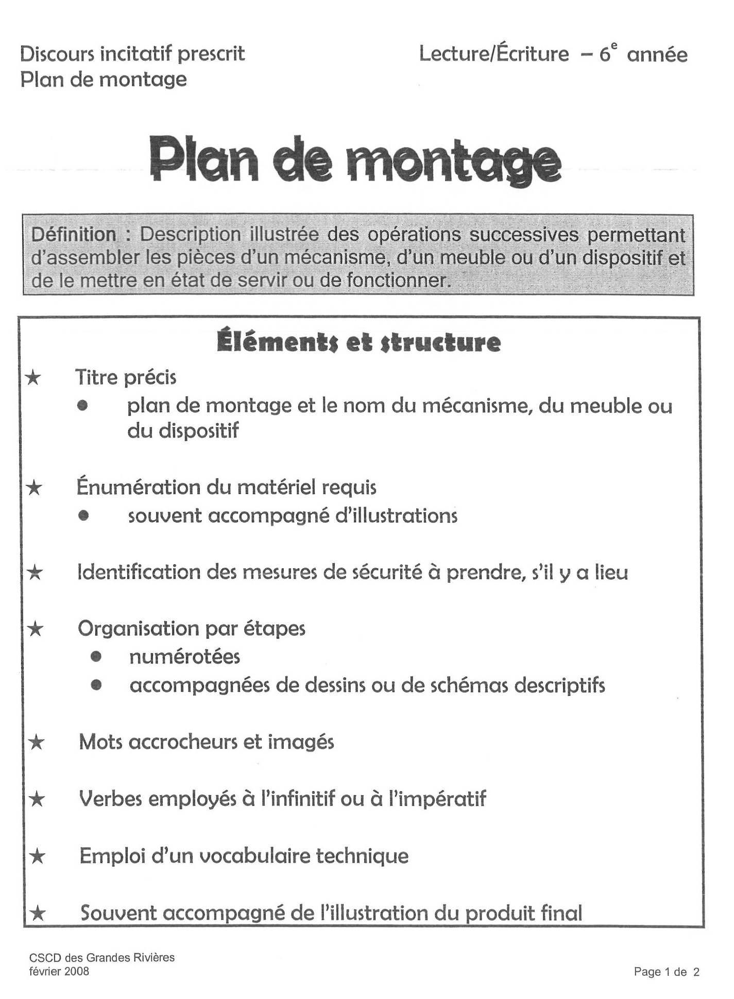 Discours incitatif prescrit
Lecture/Écriture – 6e année
Plan de montage
Plan de montage
Définition : Description illustrée des opérations successives permettant
d'assembler les pièces d'un mécanisme, d'un meuble ou d'un dispositif et
de le mettre en état de servir ou de fonctionner.
Éléments et structure
★ Titre précis
● plan de montage et le nom du mécanisme, du meuble ou
du dispositif
★ Énumération du matériel requis
● souvent accompagné d'illustrations
★ Identification des mesures de sécurité à prendre, s'il y a lieu
★ Organisation par étapes
● numérotées
● accompagnées de dessins ou de schémas descriptifs
★ Mots accrocheurs et imagés
★ Verbes employés à l'infinitif ou à l'impératif
★ Emploi d'un vocabulaire technique
★ Souvent accompagné de l'illustration du produit final
CSCD des Grandes Rivières
février 2008
Page 1 de 2